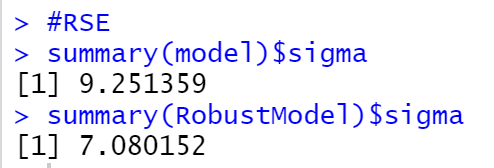 > #RSE
> summary(model)$sigma
[1] 9.251359
> summary(RobustModel)$sigma
[1] 7.080152